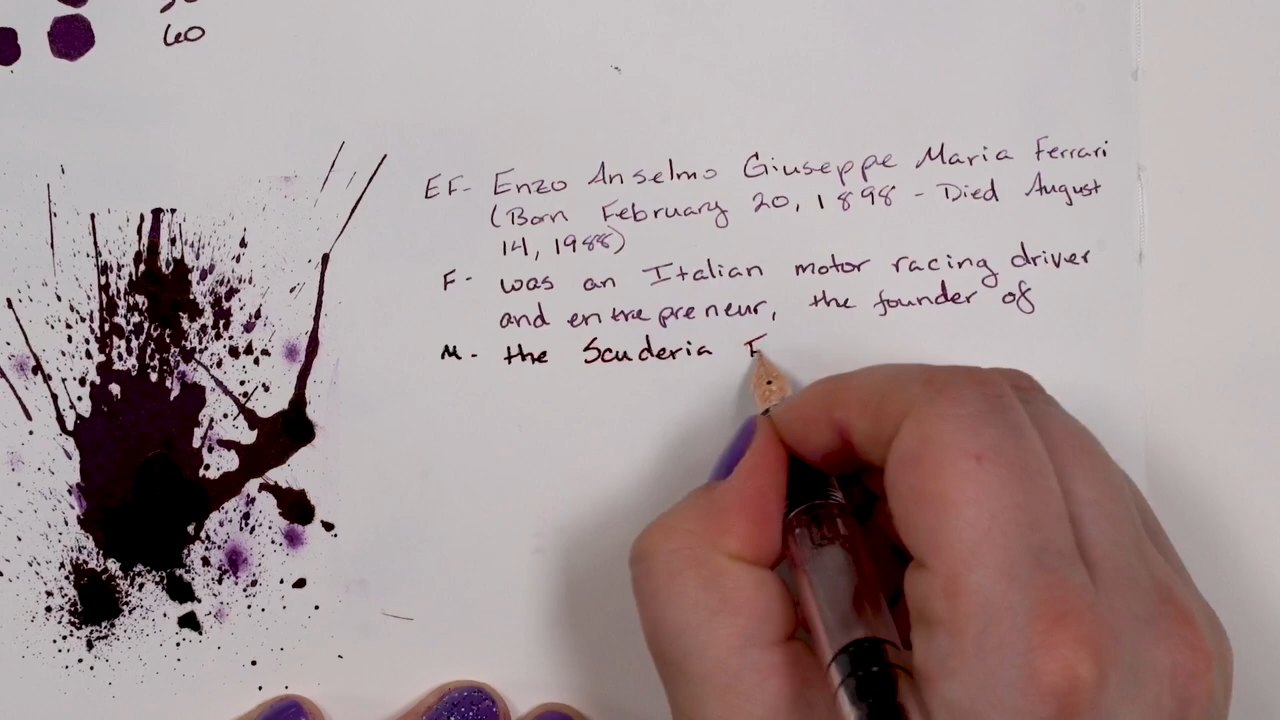 60
EF- Enzo Anselmo Giuseppe Maria Ferrari
(Born February 20, 1898 - Died August
14, 1988)
F- was an Italian motor racing driver
and entrepreneur, the founder of
M- the Scuderia F